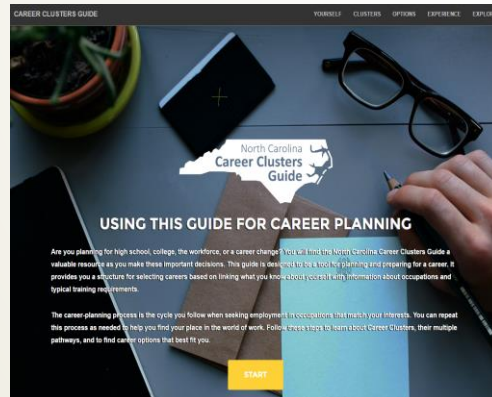 CAREER CLUSTERS GUIDE YOURSELF CLUSTERS OPTIONS EXPERIENCE EXPLOR
North Carolina
Career Clusters
Guide
USING THIS GUIDE FOR CAREER PLANNING
Are you planning for high school, college, the workforce, or a career change? You will find the North Carolina Career Clusters Guide a
valuable resource as you make these important decisions. This guide is designed to be a tool for planning and preparing for a career. It
provides you a structure for selecting careers based on linking what you know about yourself with information about occupations and
typical training requirements.
The career-planning process is the cycle you follow when seeking employment in occupations that match your interests. You can repeat
this process as needed to help you find your place in the world of work. Follow these steps to learn about Career Clusters, their multiple
pathways, and to find career options that best fit you.
START